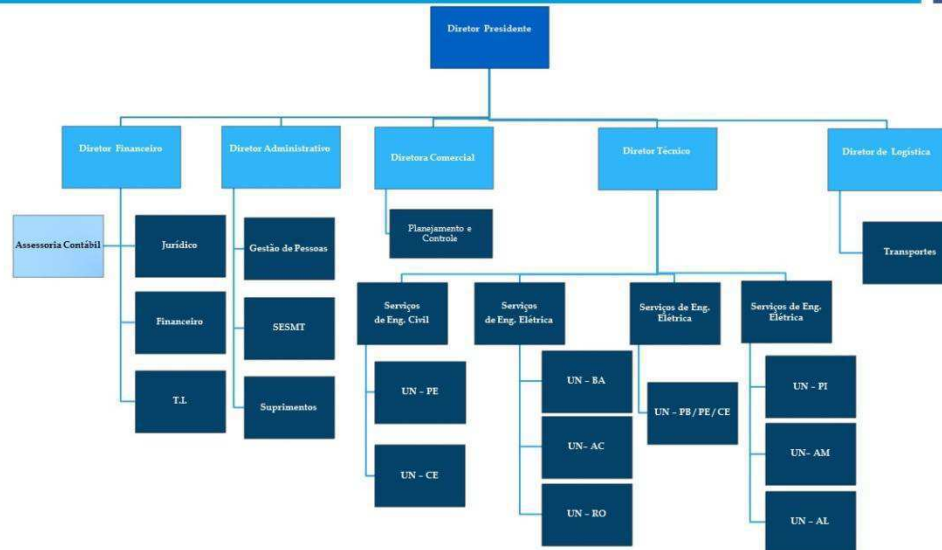 Diretor Presidente
Diretor Financeiro
Diretor Administrativo
Diretora Comercial
Diretor Técnico
Diretor de Logística
Assessoria Contábil
Jurídico
Financeiro
T.I
Gestão de Pessoas
SESMT
Suprimentos
Planejamento e
Controle
Transportes
Serviços
de Eng. Civil
UN – PE
UN – CE
Serviços
de Eng. Elétrica
UN – BA
UN– AC
UN – RO
Serviços de Eng.
Elétrica
UN – PB / PE / CE
Serviços de Eng.
Elétrica
UN – PI
UN– AM
UN – AL